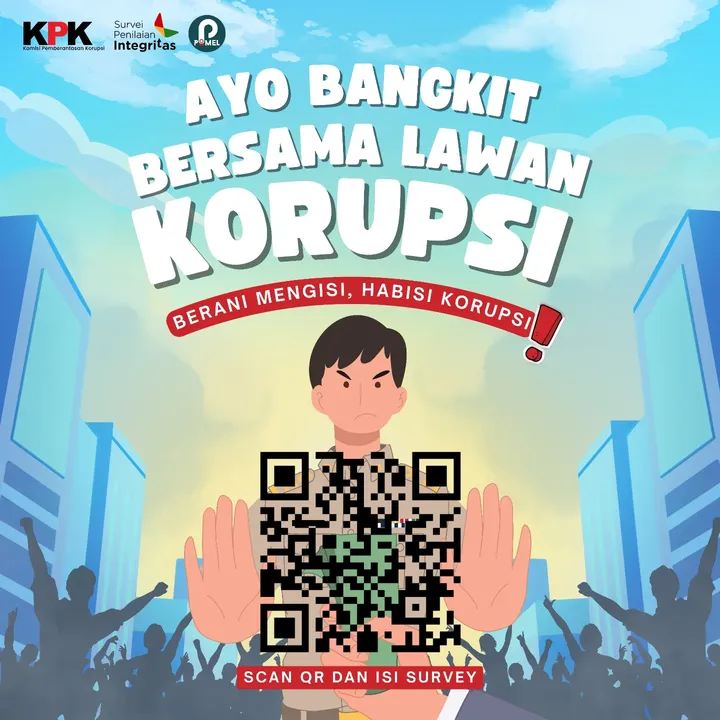 KPK
Komisi Pemberantasan Korupsi
Survei
Penilaian
Integritas
PAMEL
AYO BANGKIT
BERSAMA LAWAN
KORUPSI
BERANI MENGISI, HABISI KORUPSI!
SCAN QR DAN ISI SURVEY